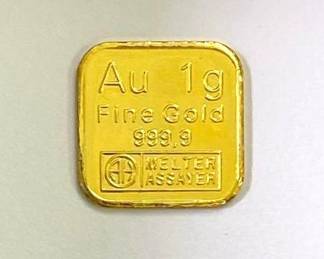 Au 1g
Fine Gold
999,9
MELTER
ASSAYER